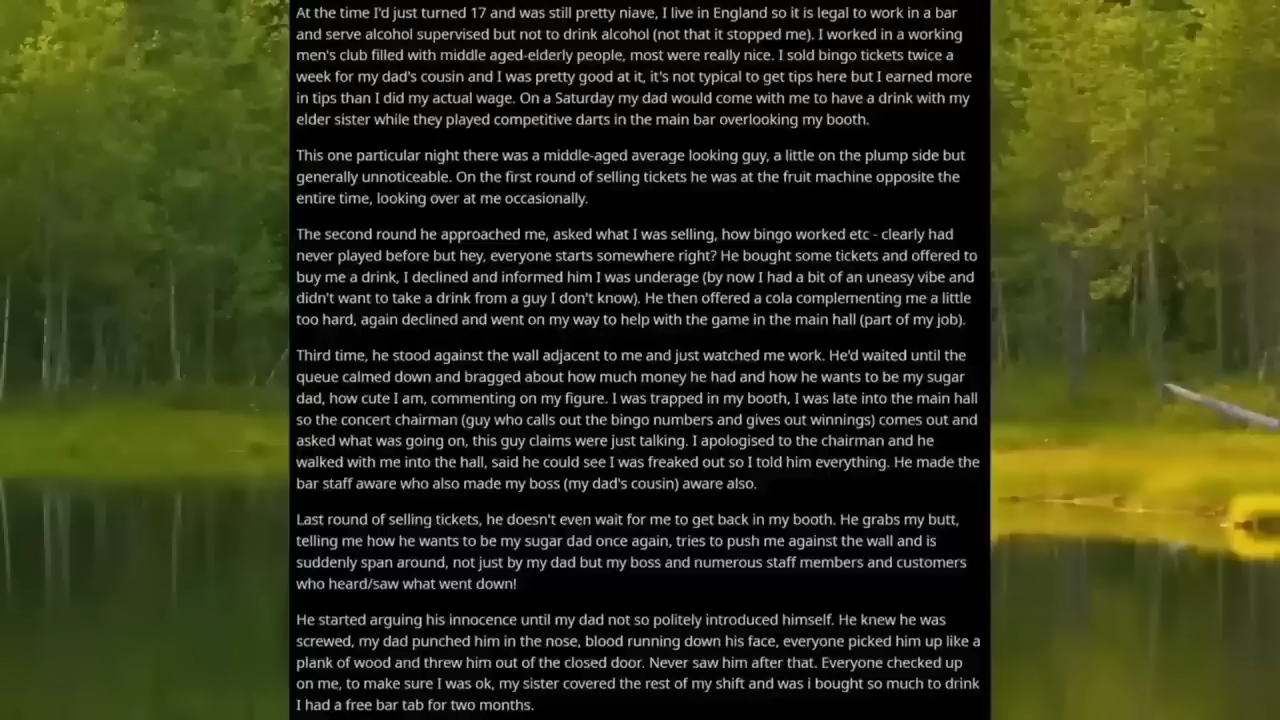 At the time I'd just turned 17 and was still pretty niave, I live in England so it is legal to work in a bar
and serve alcohol supervised but not to drink alcohol (not that it stopped me). I worked in a working
men's club filled with middle aged-elderly people, most were really nice. I sold bingo tickets twice a
week for my dad's cousin and I was pretty good at it, it's not typical to get tips here but I earned more
in tips than I did my actual wage. On a Saturday my dad would come with me to have a drink with my
elder sister while they played competitive darts in the main bar overlooking my booth.
This one particular night there was a middle-aged average looking guy, a little on the plump side but
generally unnoticeable. On the first round of selling tickets he was at the fruit machine opposite the
entire time, looking over at me occasionally.
The second round he approached me, asked what I was selling, how bingo worked etc - clearly had
never played before but hey, everyone starts somewhere right? He bought some tickets and offered to
buy me a drink, I declined and informed him I was underage (by now I had a bit of an uneasy vibe and
didn't want to take a drink from a guy I don't know). He then offered a cola complementing me a little
too hard, again declined and went on my way to help with the game in the main hall (part of my job).
Third time, he stood against the wall adjacent to me and just watched me work. He'd waited until the
queue calmed down and bragged about how much money he had and how he wants to be my sugar
dad, how cute I am, commenting on my figure. I was trapped in my booth, I was late into the main hall
so the concert chairman (guy who calls out the bingo numbers and gives out winnings) comes out and
asked what was going on, this guy claims were just talking. I apologised to the chairman and he
walked with me into the hall, said he could see I was freaked out so I told him everything. He made the
bar staff aware who also made my boss (my dad's cousin) aware also.
Last round of selling tickets, he doesn't even wait for me to get back in my booth. He grabs my butt,
telling me how he wants to be my sugar dad once again, tries to push me against the wall and is
suddenly span around, not just by my dad but my boss and numerous staff members and customers
who heard/saw what went down!
He started arguing his innocence until my dad not so politely introduced himself. He knew he was
screwed, my dad punched him in the nose, blood running down his face, everyone picked him up like a
plank of wood and threw him out of the closed door. Never saw him after that. Everyone checked up
on me, to make sure I was ok, my sister covered the rest of my shift and was i bought so much to drink
I had a free bar tab for two months.